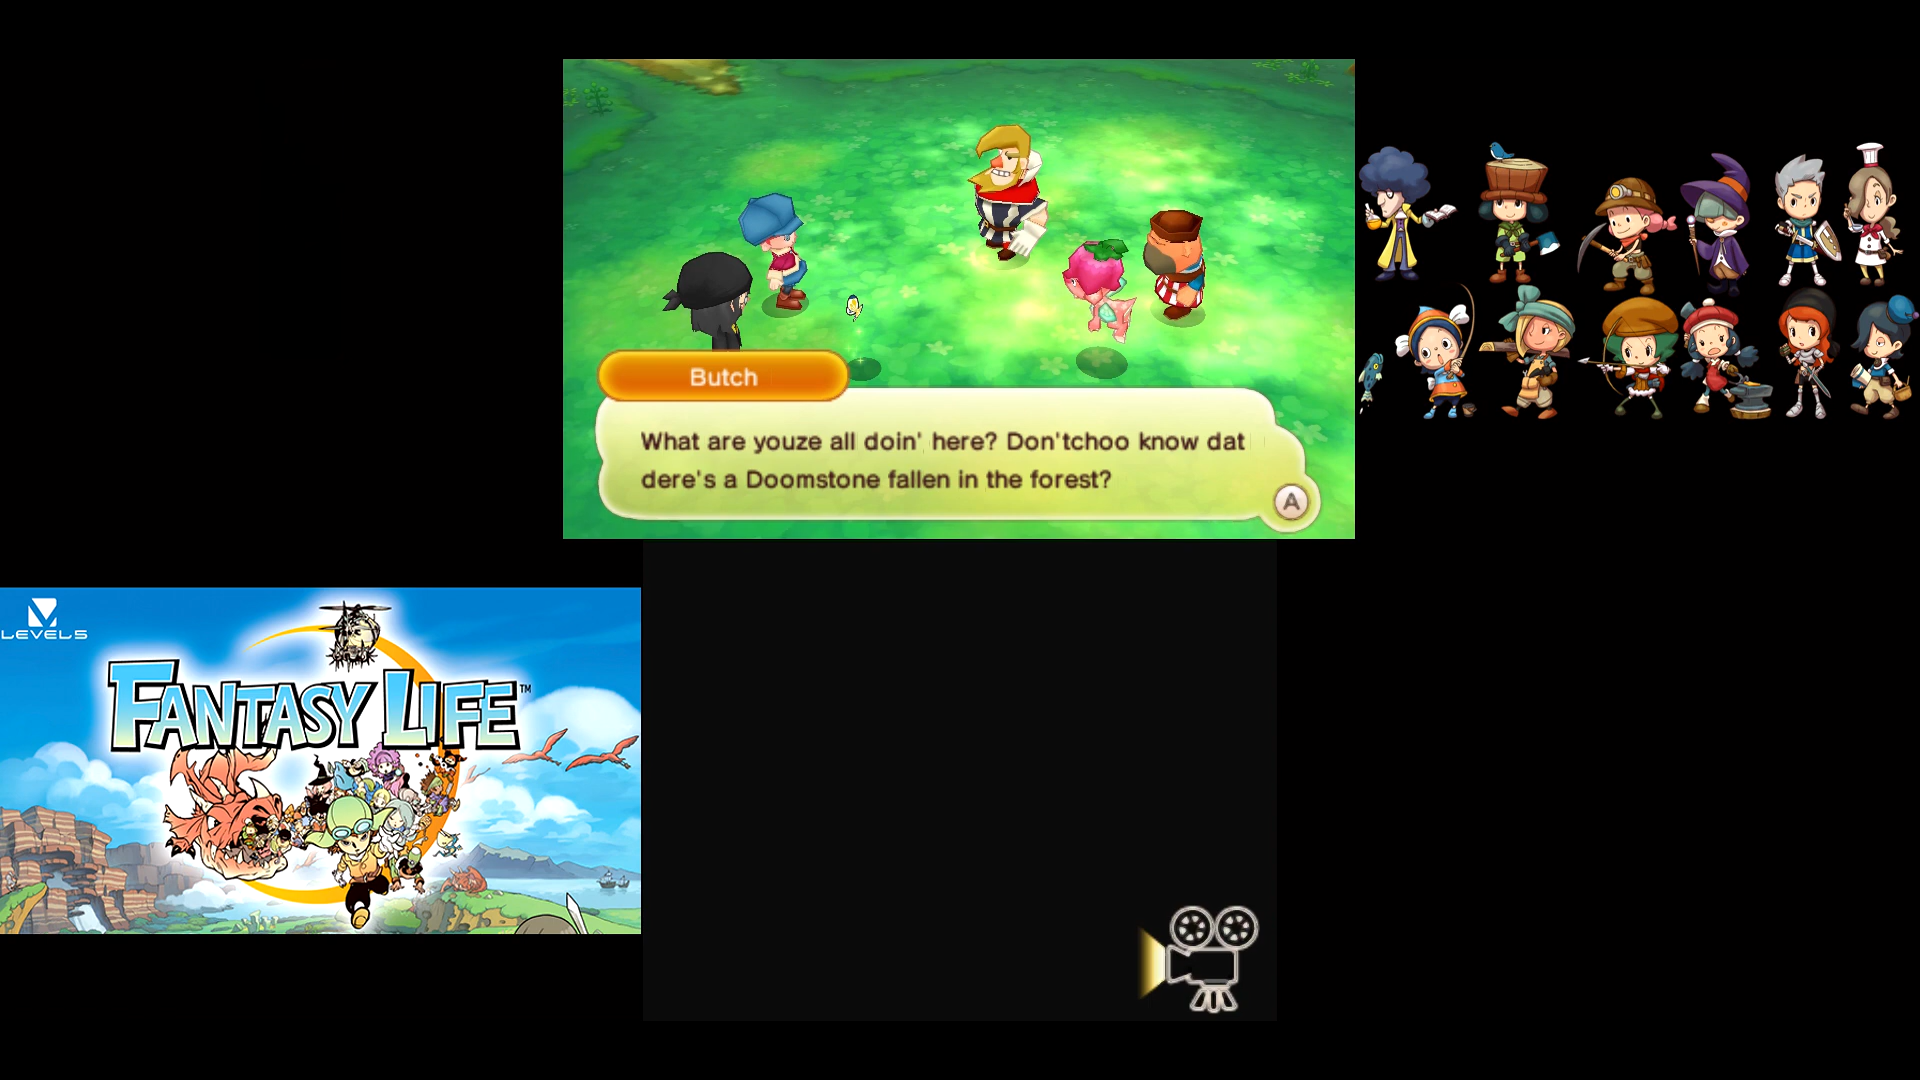 Butch
What are youze all doin' here? Don'tchoo know dat
dere's a Doomstone fallen in the forest?
A
LEVEL5
FANTASY LIFE™